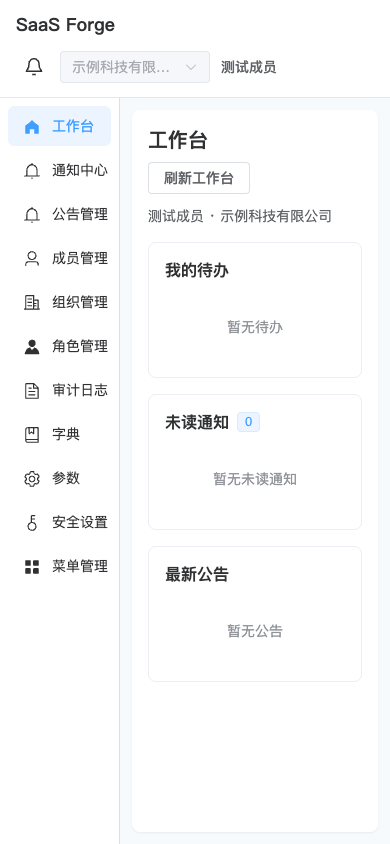 SaaS Forge
示例科技有限... 测试成员
工作台
通知中心
公告管理
成员管理
组织管理
角色管理
审计日志
字典
参数
安全设置
菜单管理
工作台
刷新工作台
测试成员 · 示例科技有限公司
我的待办
暂无待办
未读通知 0
暂无未读通知
最新公告
暂无公告